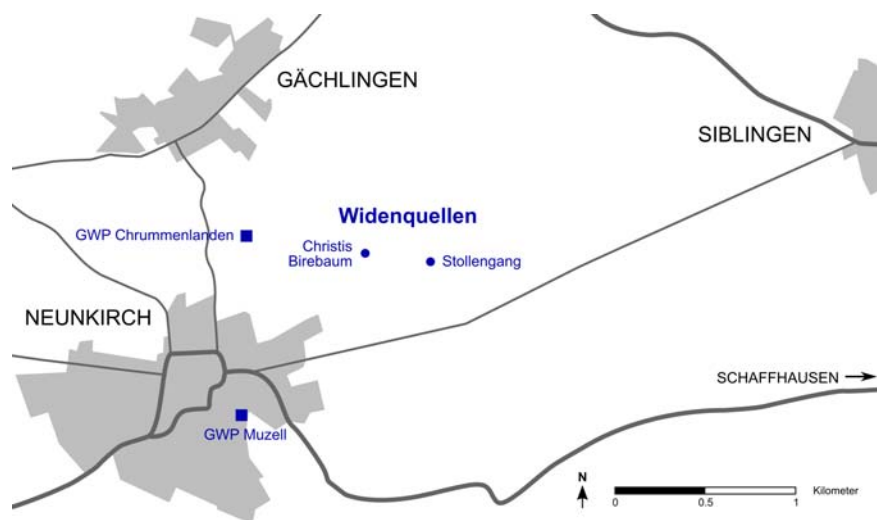 GÄCHLINGEN
SIBLINGEN
Widenquellen
GWP Chrummenlanden
Christis
Birebaum
Stollengang
NEUNKIRCH
SCHAFFHAUSEN
GWP Muzell
N
Kilometer
0 0.5 1